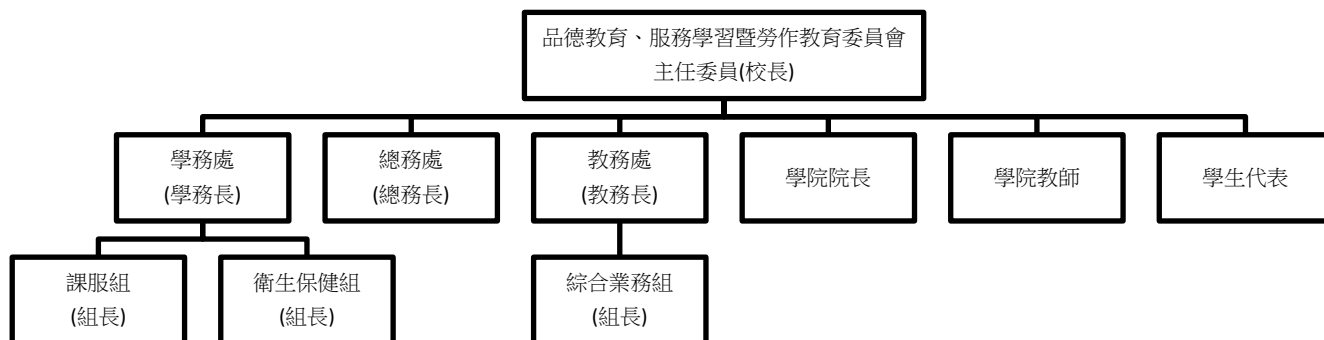 品德教育、服務學習暨勞作教育委員會
主任委員(校長)
學務處
(學務長)
總務處
(總務長)
教務處
(教務長)
學院院長
學院教師
學生代表
課服組
(組長)
衛生保健組
(組長)
綜合業務組
(組長)